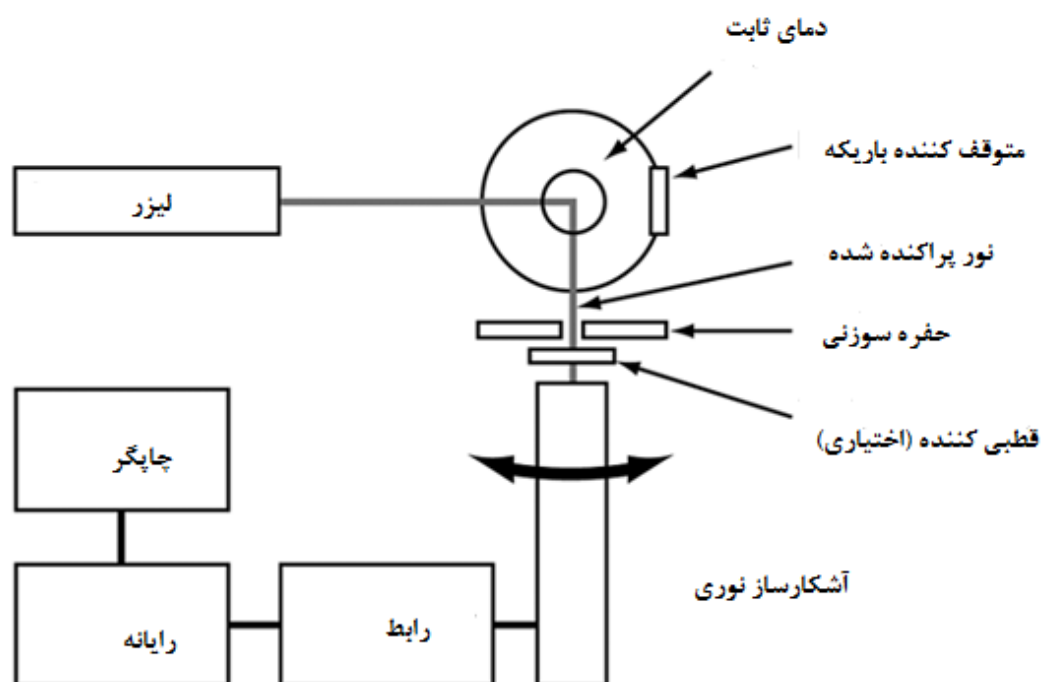 دمای ثابت
متوقف کننده باریکه
لیزر
نور پراکنده شده
حفره سوزنی
قطبی کننده (اختیاری)
چاپگر
آشکارساز نوری
رابط
رایانه